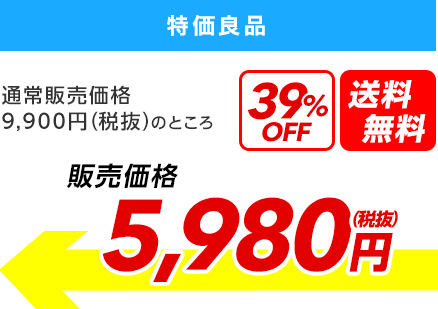 特価良品
通常販売価格
9,900円(税抜)のところ
39%
OFF
送料
無料
販売価格
5,980円(税抜)